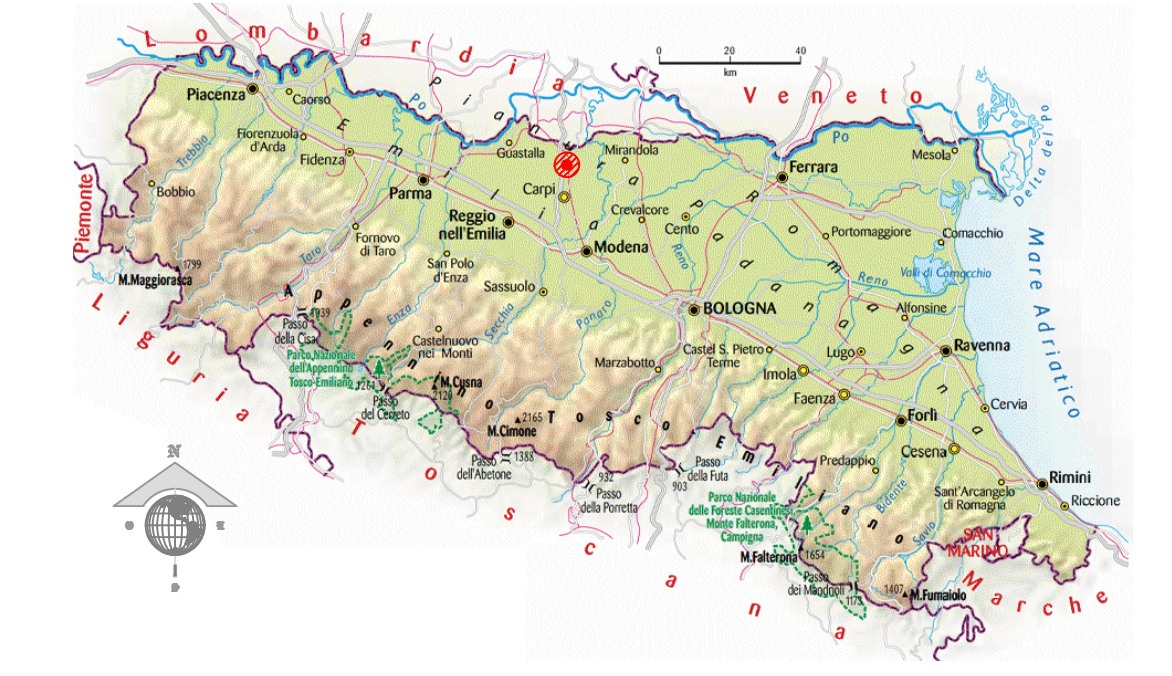 Lombardia
0 20 40
km
Veneto
Piacenza
Caorso
Po
Pianura
Po
Delta del Po
Emilia
Fiorenzuola
d'Arda
Guastalla
Mirandola
Mesola
Trebbia
Fidenza
Ferrara
Piemonte
Bobbio
Parma
Carpi
Romagnana
Padana
Reggio
nell'Emilia
Crevalcore
Cento
Portomaggiore
Comacchio
Fornovo
di Taro
Modena
Taro
Reno
Mare Adriatico
1799
San Polo
d'Enza
Valli di Comacchio
M.Maggiorasca
Reno
Sassuolo
Liguria
Appennino
1039
Enza
Secchia
Panaro
BOLOGNA
Alfonsine
Passo
della Cisa
Castelnuovo
nei Monti
Parco Nazionale
dell'Appennino
Tosco-Emiliano
Marzabotto
Castel S. Pietro
Terme
Lugo
Ravenna
1261
M.Cusna
2120
Imola
Passo
del Cerreto
Faenza
Cervia
2165
M.Cimone
Tosco
Forlì
Toscana
Emiliano
Cesena
Passo
dell'Abetone
1388
Passo
della Futa
Predappio
932
903
Rimini
Passo
della Porretta
Parco Nazionale
delle Foreste Casentinesi,
Monte Falterona,
Campigna
Bidente
Sant'Arcangelo
di Romagna
Riccione
N
O E
Savio
SAN
MARINO
M.Falterona
1654
Passo
dei Mandrioli
1173
1407
M.Fumaiolo
Marche